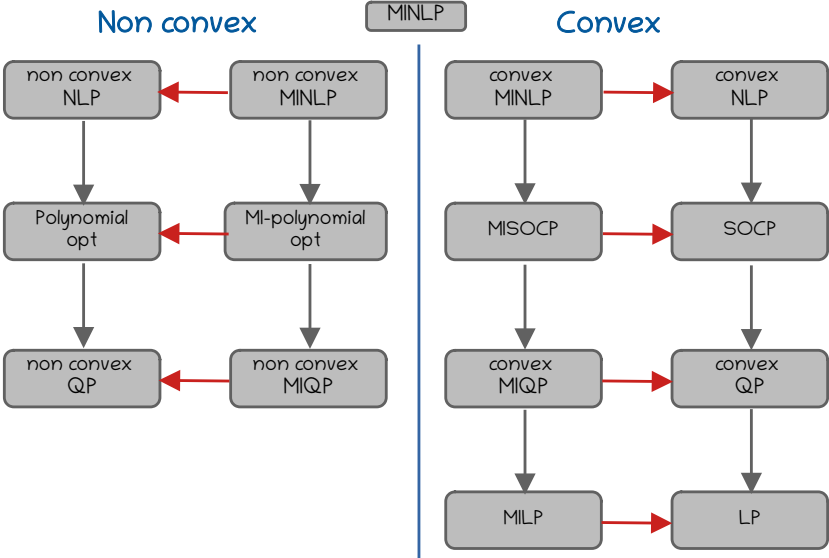 MINLP
Non convex
Convex
non convex
NLP
non convex
MINLP
convex
MINLP
convex
NLP
Polynomial
opt
MI-polynomial
opt
MISOCP
SOCP
non convex
QP
non convex
MIQP
convex
MIQP
convex
QP
MILP
LP